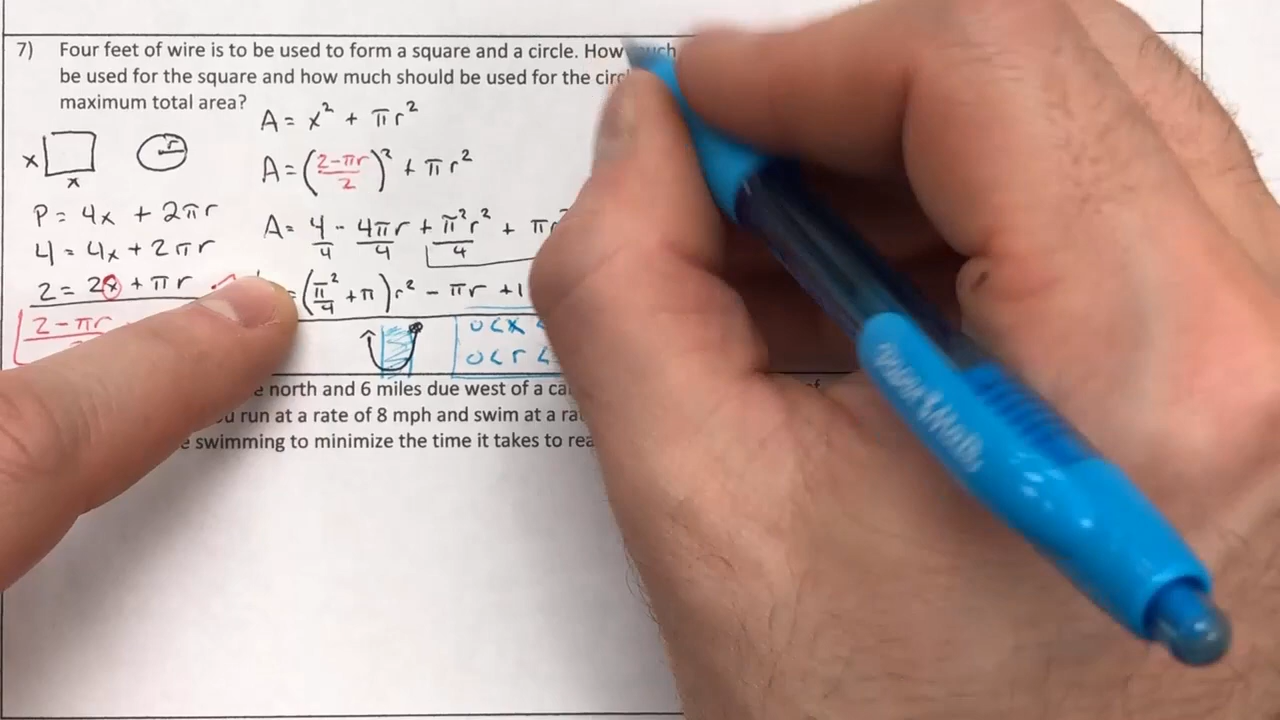 7) Four feet of wire is to be used to form a square and a circle. How much
be used for the square and how much should be used for the
maximum total area?
A = x² + πr²
A = (2-πr/2)² + πr²
x
x
r
P = 4x + 2πr
4 = 4x + 2πr
2 = 2x + πr
2-πr
A = 4/4 - 4πr/4 + π²r²/4 + πr
= (π²/4 + π)r² - πr + 1
0<x <
0<r <
north and 6 miles due west of a
of
run at a rate of 8 mph and swim at a
swimming to minimize the time it takes to